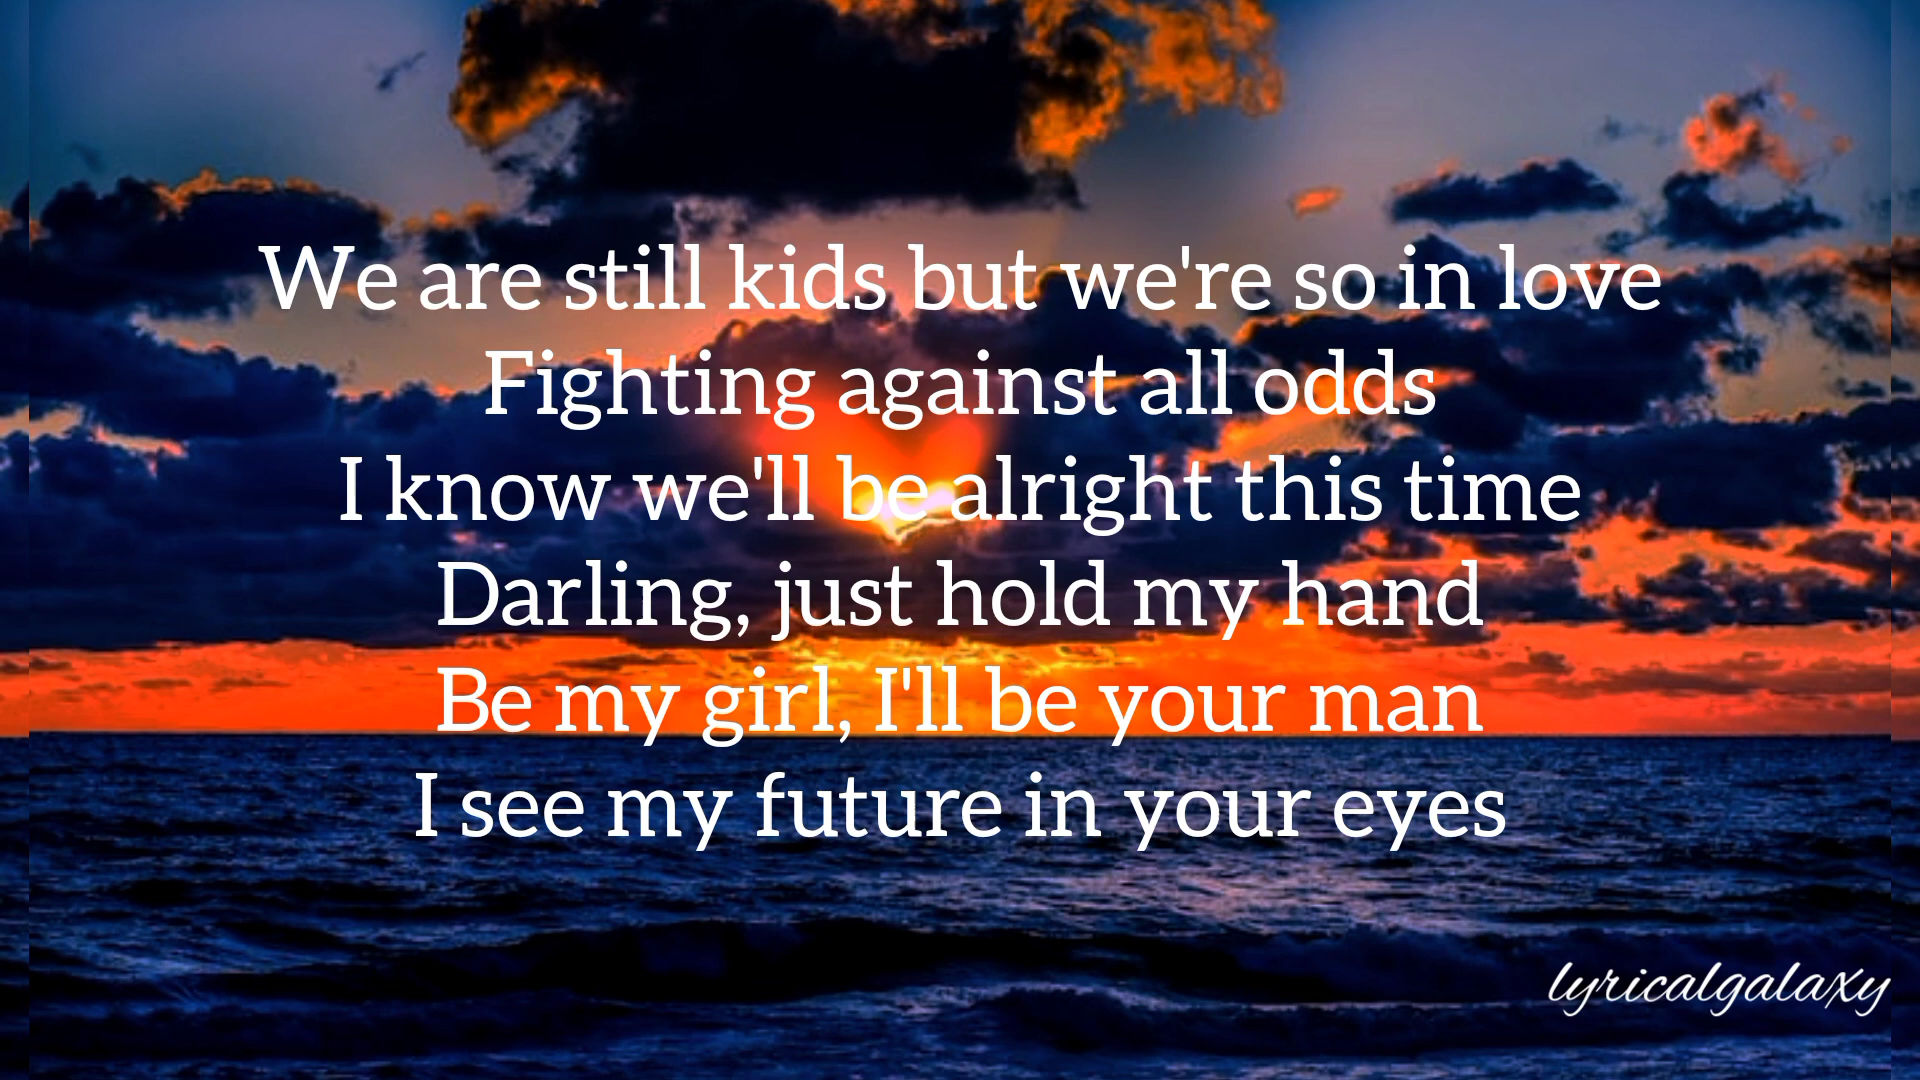 We are still kids but we're so in love
Fighting against all odds
I know we'll be alright this time
Darling, just hold my hand
Be my girl, I'll be your man
I see my future in your eyes
lyricalgalaxy